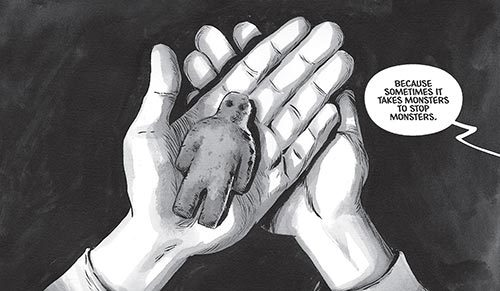 BECAUSE
SOMETIMES IT
TAKES MONSTERS
TO STOP
MONSTERS.